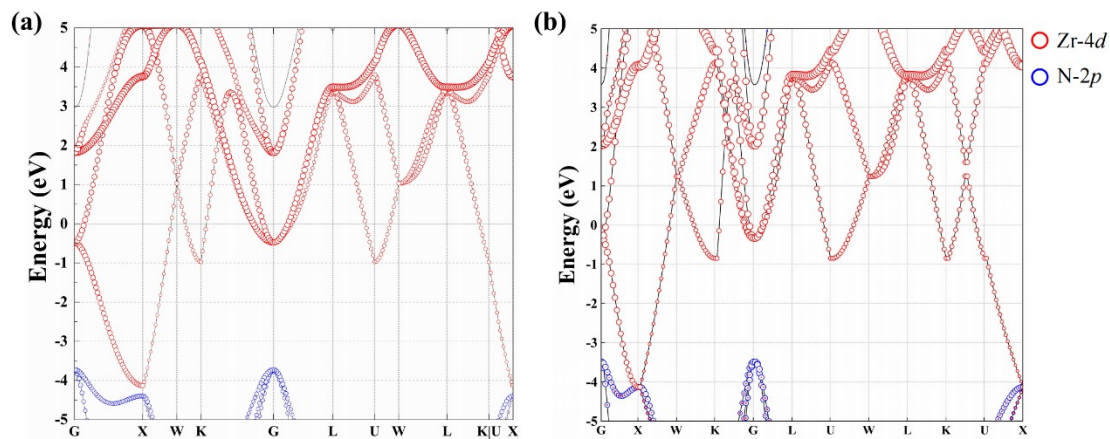 (a)
Energy (eV)
5
4
3
2
1
0
-1
-2
-3
-4
-5
G X W K G L U W L K|U X
(b)
Energy (eV)
5
4
3
2
1
0
-1
-2
-3
-4
-5
G X W K G L U W L K U X
Zr-4d
N-2p